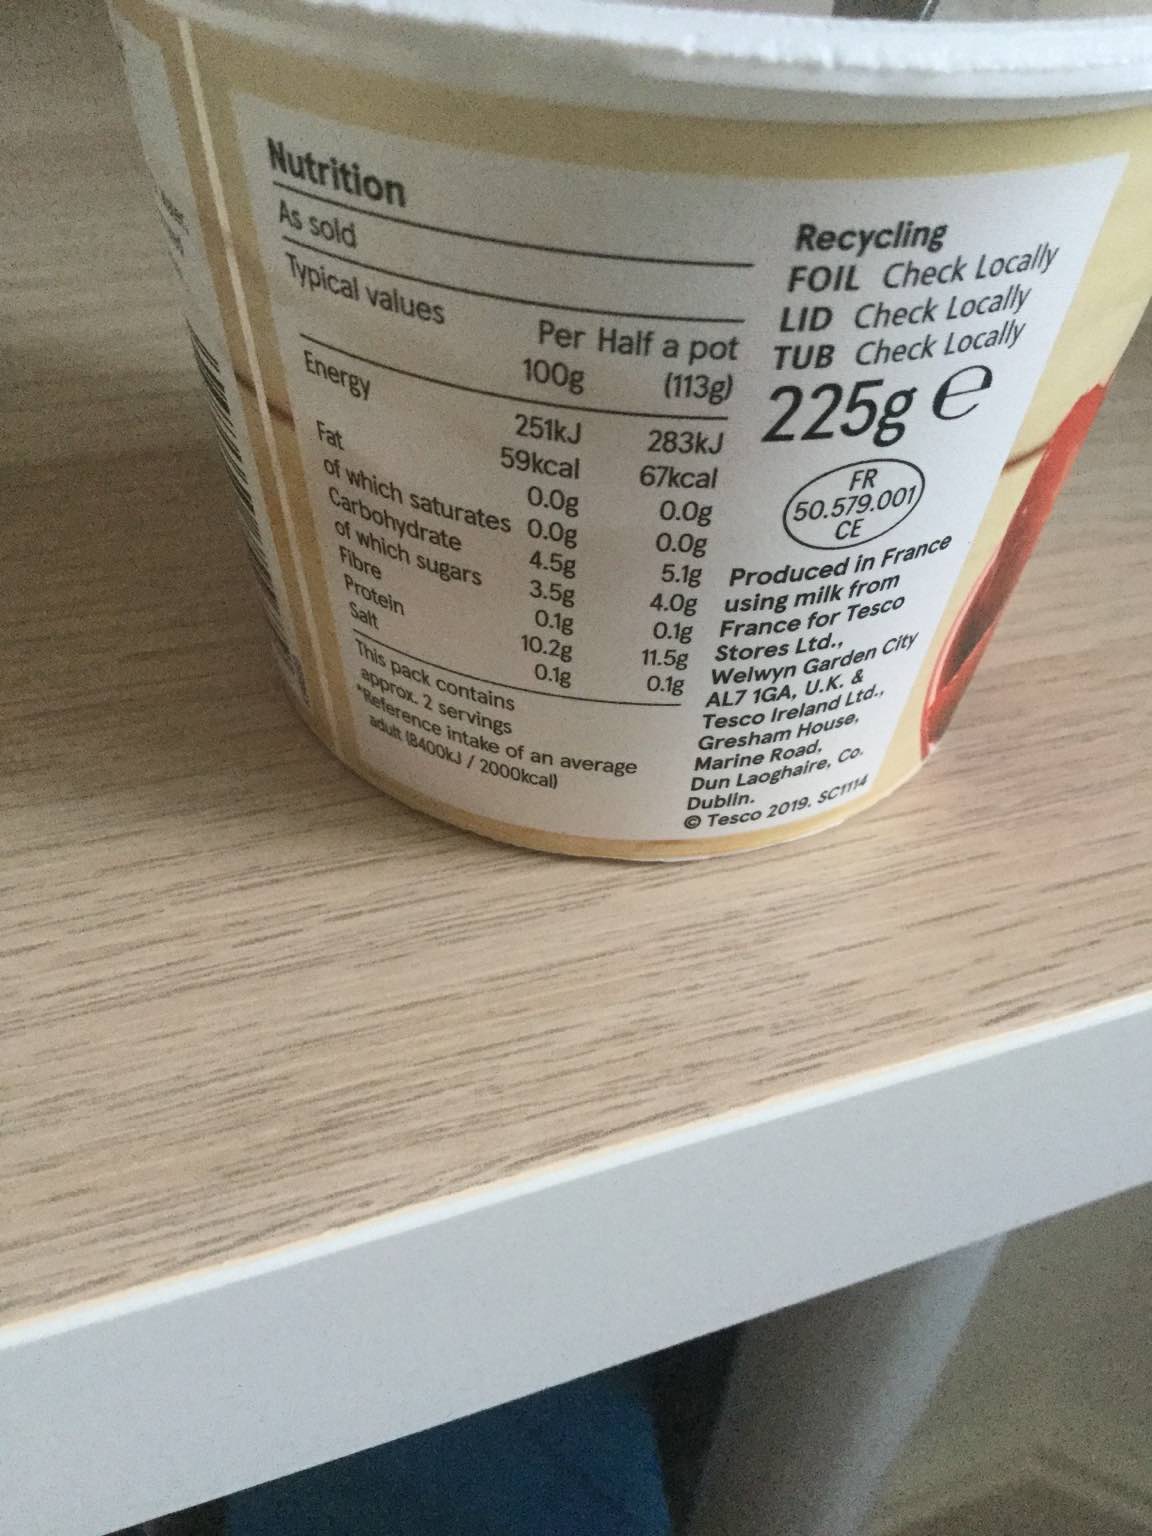 Nutrition
As sold
Typical values Per 100g Half a pot (113g)
Energy 251kJ 283kJ
59kcal 67kcal
Fat 0.0g 0.0g
of which saturates 0.0g 0.0g
Carbohydrate 4.5g 5.1g
of which sugars 3.5g 4.0g
Fibre 0.1g 0.1g
Protein 10.2g 11.5g
Salt 0.1g 0.1g
This pack contains
approx. 2 servings
*Reference intake of an average
adult (8400kJ / 2000kcal)
Recycling
FOIL Check Locally
LID Check Locally
TUB Check Locally
225g e
FR
50.579.001
CE
Produced in France
using milk from
France for Tesco
Stores Ltd.,
Welwyn Garden City
AL7 1GA, U.K. &
Tesco Ireland Ltd.,
Gresham House,
Marine Road,
Dun Laoghaire, Co.
Dublin.
© Tesco 2019. SC1114